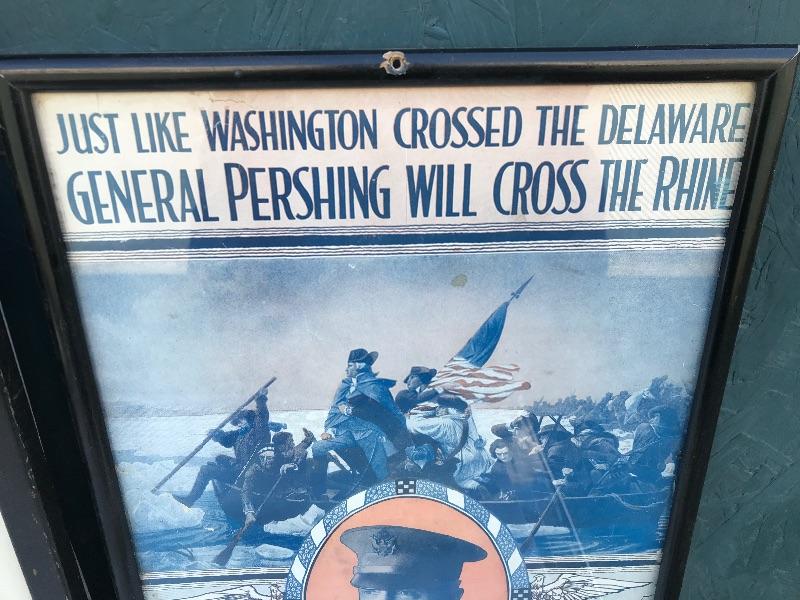 JUST LIKE WASHINGTON CROSSED THE DELAWARE
GENERAL PERSHING WILL CROSS THE RHINE